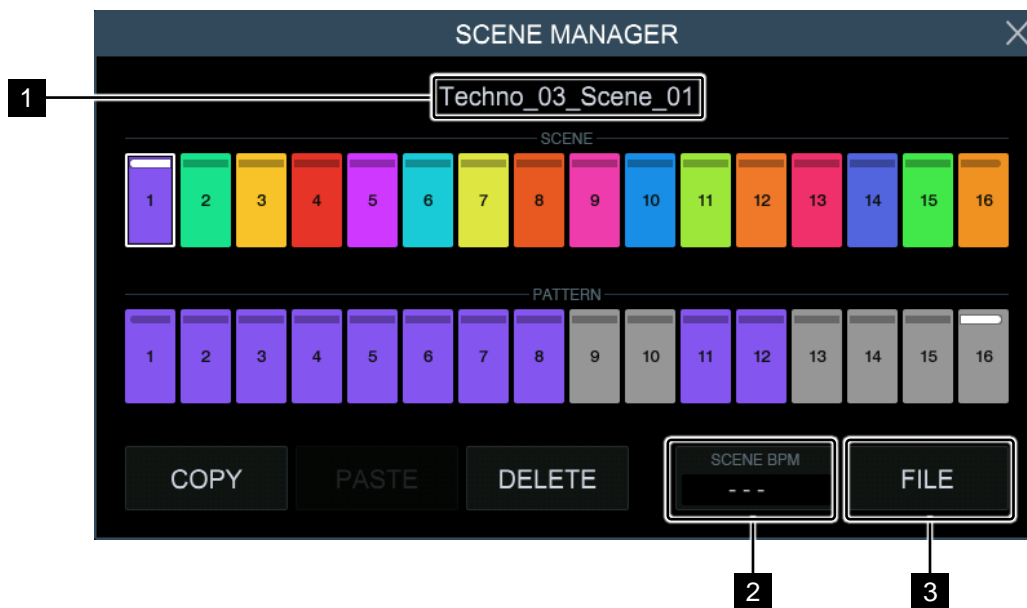 SCENE MANAGER
1
Techno_03_Scene_01
SCENE
1 2 3 4 5 6 7 8 9 10 11 12 13 14 15 16
PATTERN
1 2 3 4 5 6 7 8 9 10 11 12 13 14 15 16
COPY PASTE DELETE SCENE BPM FILE
---
2 3